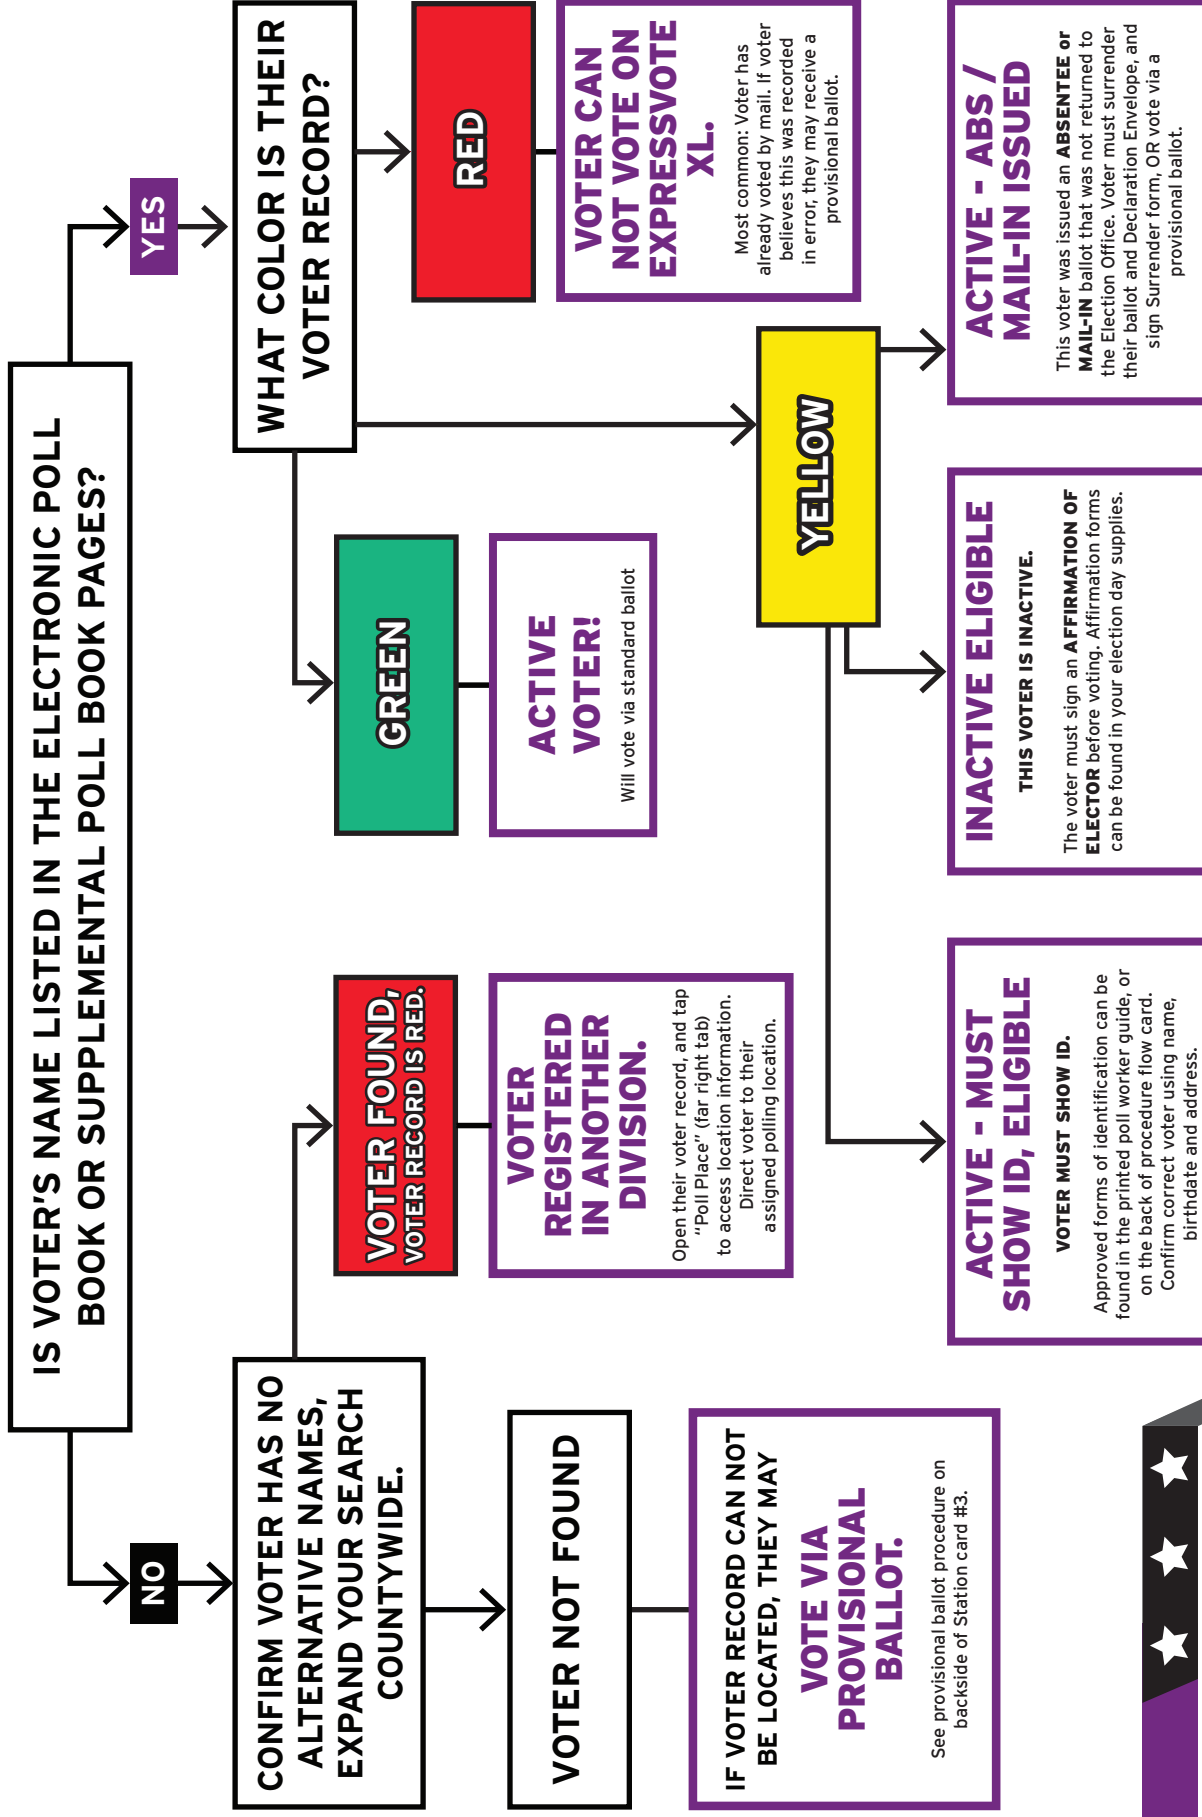 IS VOTER'S NAME LISTED IN THE ELECTRONIC POLL
BOOK OR SUPPLEMENTAL POLL BOOK PAGES?
NO
YES
CONFIRM VOTER HAS NO
ALTERNATIVE NAMES,
EXPAND YOUR SEARCH
COUNTYWIDE.
VOTER NOT FOUND
IF VOTER RECORD CAN NOT
BE LOCATED, THEY MAY
VOTE VIA
PROVISIONAL
BALLOT.
See provisional ballot procedure on
backside of Station card #3.
VOTER FOUND,
VOTER RECORD IS RED.
VOTER
REGISTERED
IN ANOTHER
DIVISION.
Open their voter record, and tap
"Poll Place" (far right tab)
to access location information.
Direct voter to their
assigned polling location.
WHAT COLOR IS THEIR
VOTER RECORD?
GREEN
ACTIVE
VOTER!
Will vote via standard ballot
RED
VOTER CAN
NOT VOTE ON
EXPRESSVOTE
XL.
Most common: Voter has
already voted by mail. If voter
believes this was recorded
in error, they may receive a
provisional ballot.
YELLOW
ACTIVE - MUST
SHOW ID, ELIGIBLE
VOTER MUST SHOW ID.
Approved forms of identification can be
found in the printed poll worker guide, or
on the back of procedure flow card.
Confirm correct voter using name,
birthdate and address.
INACTIVE ELIGIBLE
THIS VOTER IS INACTIVE.
The voter must sign an AFFIRMATION OF
ELECTOR before voting. Affirmation forms
can be found in your election day supplies.
ACTIVE - ABS /
MAIL-IN ISSUED
This voter was issued an ABSENTEE or
MAIL-IN ballot that was not returned to
the Election Office. Voter must surrender
their ballot and Declaration Envelope, and
sign Surrender form, OR vote via a
provisional ballot.